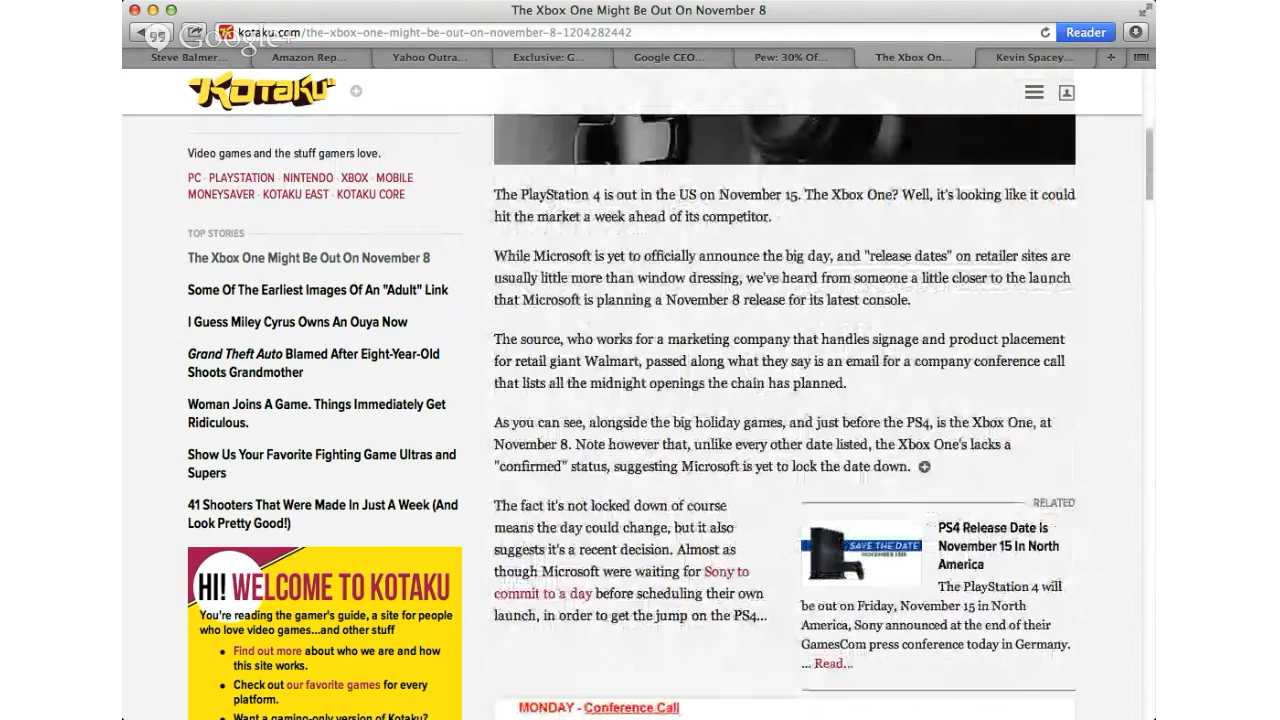 The Xbox One Might Be Out On November 8
kotaku.com/the-xbox-one-might-be-out-on-november-8-1204282442
Reader
Google+
Steve Balmer...
Amazon Rep...
Yahoo Outra...
Exclusive: G...
Google CEO...
Pew: 30% Of...
The Xbox On...
Kevin Spacey...
KOTAKU
Video games and the stuff gamers love.
PC · PLAYSTATION · NINTENDO · XBOX · MOBILE
MONEYSAVER · KOTAKU EAST · KOTAKU CORE
TOP STORIES
The Xbox One Might Be Out On November 8
Some Of The Earliest Images Of An "Adult" Link
I Guess Miley Cyrus Owns An Ouya Now
Grand Theft Auto Blamed After Eight-Year-Old
Shoots Grandmother
Woman Joins A Game. Things Immediately Get
Ridiculous.
Show Us Your Favorite Fighting Game Ultras and
Supers
41 Shooters That Were Made In Just A Week (And
Look Pretty Good!)
HI! WELCOME TO KOTAKU
You're reading the gamer's guide, a site for people
who love video games...and other stuff
• Find out more about who we are and how
this site works.
• Check out our favorite games for every
platform.
• Want a gaming-only version of Kotaku?
The PlayStation 4 is out in the US on November 15. The Xbox One? Well, it's looking like it could
hit the market a week ahead of its competitor.
While Microsoft is yet to officially announce the big day, and "release dates" on retailer sites are
usually little more than window dressing, we've heard from someone a little closer to the launch
that Microsoft is planning a November 8 release for its latest console.
The source, who works for a marketing company that handles signage and product placement
for retail giant Walmart, passed along what they say is an email for a company conference call
that lists all the midnight openings the chain has planned.
As you can see, alongside the big holiday games, and just before the PS4, is the Xbox One, at
November 8. Note however that, unlike every other date listed, the Xbox One's lacks a
"confirmed" status, suggesting Microsoft is yet to lock the date down.
The fact it's not locked down of course
means the day could change, but it also
suggests it's a recent decision. Almost as
though Microsoft were waiting for Sony to
commit to a day before scheduling their own
launch, in order to get the jump on the PS4...
RELATED
SAVE THE DATE
NOVEMBER 15TH
PS4 Release Date Is
November 15 In North
America
The PlayStation 4 will
be out on Friday, November 15 in North
America, Sony announced at the end of their
GamesCom press conference today in Germany.
... Read...
MONDAY - Conference Call